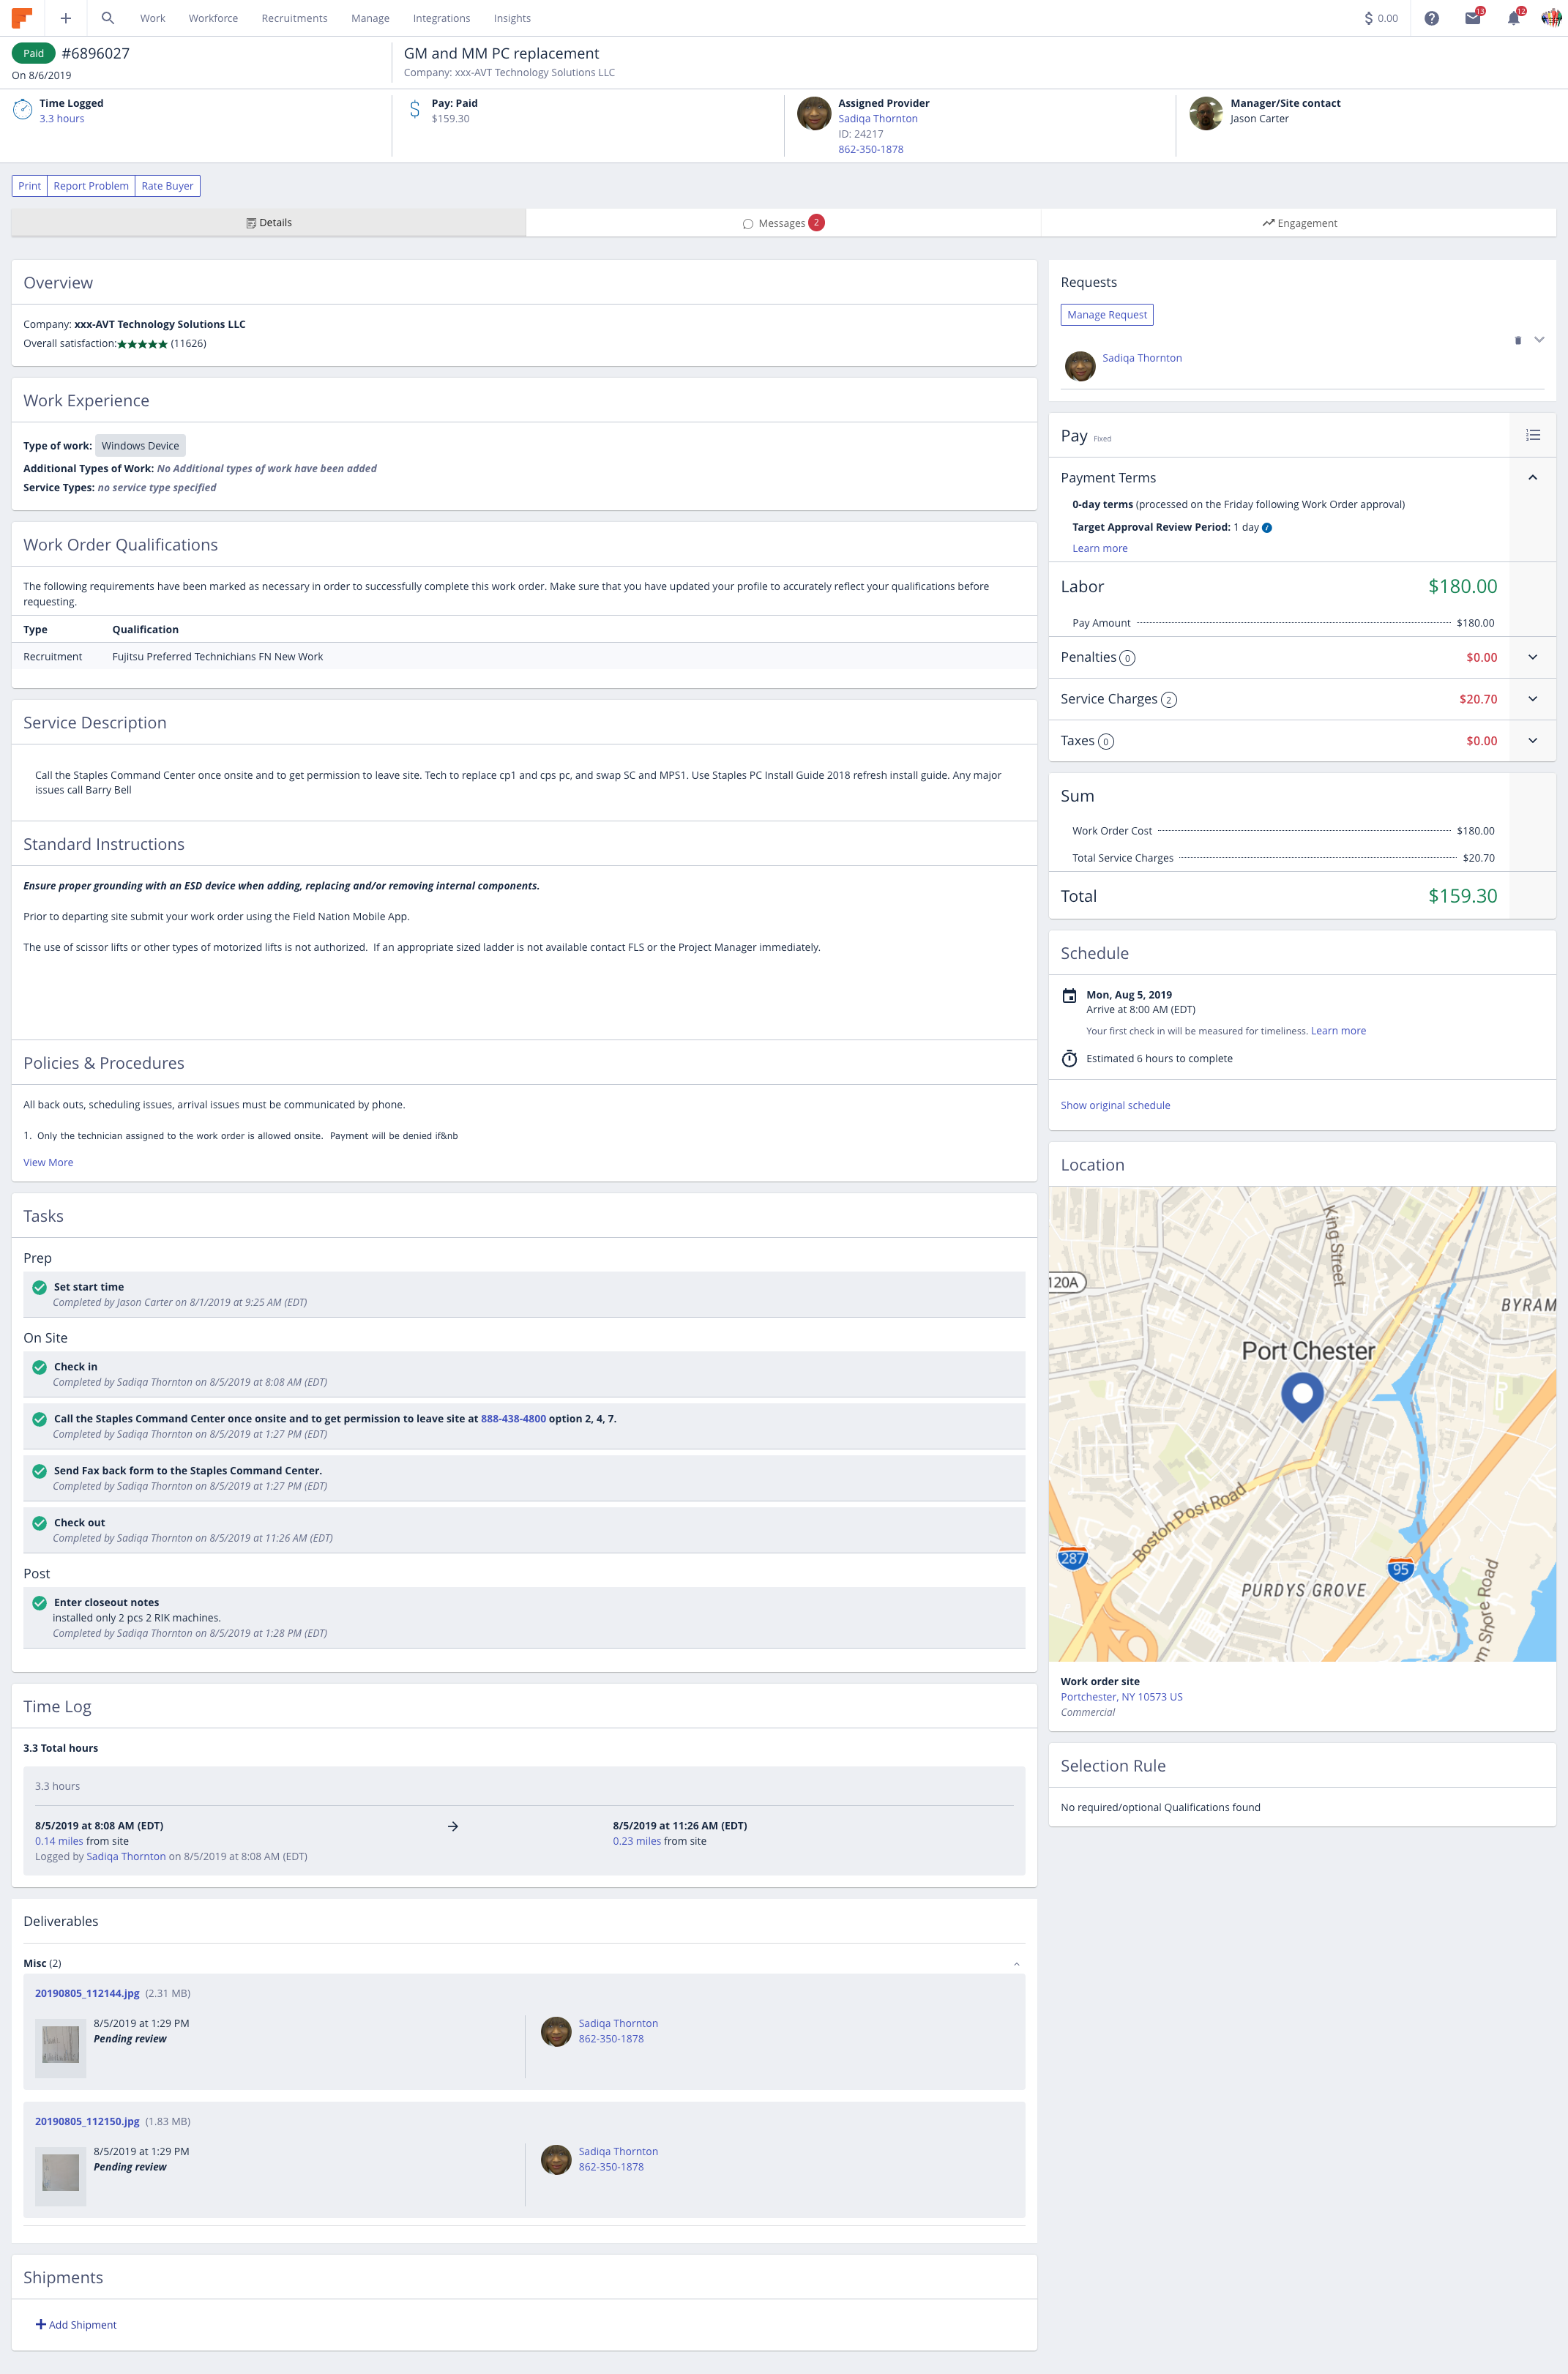 Work Workforce Recruitments Manage Integrations Insights $ 0.00 13 12
Paid #6896027
On 8/6/2019
GM and MM PC replacement
Company: xxx-AVT Technology Solutions LLC
Time Logged
3.3 hours
Pay: Paid
$159.30
Assigned Provider
Sadiqa Thornton
ID: 24217
862-350-1878
Manager/Site contact
Jason Carter
Print Report Problem Rate Buyer
Details Messages 2 Engagement
Overview
Company: xxx-AVT Technology Solutions LLC
Overall satisfaction:★★★★★ (11626)
Work Experience
Type of work: Windows Device
Additional Types of Work: No Additional types of work have been added
Service Types: no service type specified
Work Order Qualifications
The following requirements have been marked as necessary in order to successfully complete this work order. Make sure that you have updated your profile to accurately reflect your qualifications before
requesting.
Type Qualification
Recruitment Fujitsu Preferred Technichians FN New Work
Service Description
Call the Staples Command Center once onsite and to get permission to leave site. Tech to replace cp1 and cps pc, and swap SC and MPS1. Use Staples PC Install Guide 2018 refresh install guide. Any major
issues call Barry Bell
Standard Instructions
Ensure proper grounding with an ESD device when adding, replacing and/or removing internal components.
Prior to departing site submit your work order using the Field Nation Mobile App.
The use of scissor lifts or other types of motorized lifts is not authorized. If an appropriate sized ladder is not available contact FLS or the Project Manager immediately.
Policies & Procedures
All back outs, scheduling issues, arrival issues must be communicated by phone.
1. Only the technician assigned to the work order is allowed onsite. Payment will be denied if&nb
View More
Tasks
Prep
Set start time
Completed by Jason Carter on 8/1/2019 at 9:25 AM (EDT)
On Site
Check in
Completed by Sadiqa Thornton on 8/5/2019 at 8:08 AM (EDT)
Call the Staples Command Center once onsite and to get permission to leave site at 888-438-4800 option 2, 4, 7.
Completed by Sadiqa Thornton on 8/5/2019 at 1:27 PM (EDT)
Send Fax back form to the Staples Command Center.
Completed by Sadiqa Thornton on 8/5/2019 at 1:27 PM (EDT)
Check out
Completed by Sadiqa Thornton on 8/5/2019 at 11:26 AM (EDT)
Post
Enter closeout notes
installed only 2 pcs 2 RIK machines.
Completed by Sadiqa Thornton on 8/5/2019 at 1:28 PM (EDT)
Time Log
3.3 Total hours
3.3 hours
8/5/2019 at 8:08 AM (EDT) → 8/5/2019 at 11:26 AM (EDT)
0.14 miles from site 0.23 miles from site
Logged by Sadiqa Thornton on 8/5/2019 at 8:08 AM (EDT)
Deliverables
Misc (2)
20190805_112144.jpg (2.31 MB)
8/5/2019 at 1:29 PM
Pending review
Sadiqa Thornton
862-350-1878
20190805_112150.jpg (1.83 MB)
8/5/2019 at 1:29 PM
Pending review
Sadiqa Thornton
862-350-1878
Shipments
Add Shipment
Requests
Manage Request
Sadiqa Thornton
Pay Fixed
Payment Terms
0-day terms (processed on the Friday following Work Order approval)
Target Approval Review Period: 1 day
Learn more
Labor $180.00
Pay Amount $180.00
Penalties 0 $0.00
Service Charges 2 $20.70
Taxes 0 $0.00
Sum
Work Order Cost $180.00
Total Service Charges $20.70
Total $159.30
Schedule
Mon, Aug 5, 2019
Arrive at 8:00 AM (EDT)
Your first check in will be measured for timeliness. Learn more
Estimated 6 hours to complete
Show original schedule
Location
King Street
120A
BYRAM
Port Chester
Boston Post Road
287
95
PURDYS GROVE
m Shore Road
Work order site
Portchester, NY 10573 US
Commercial
Selection Rule
No required/optional Qualifications found